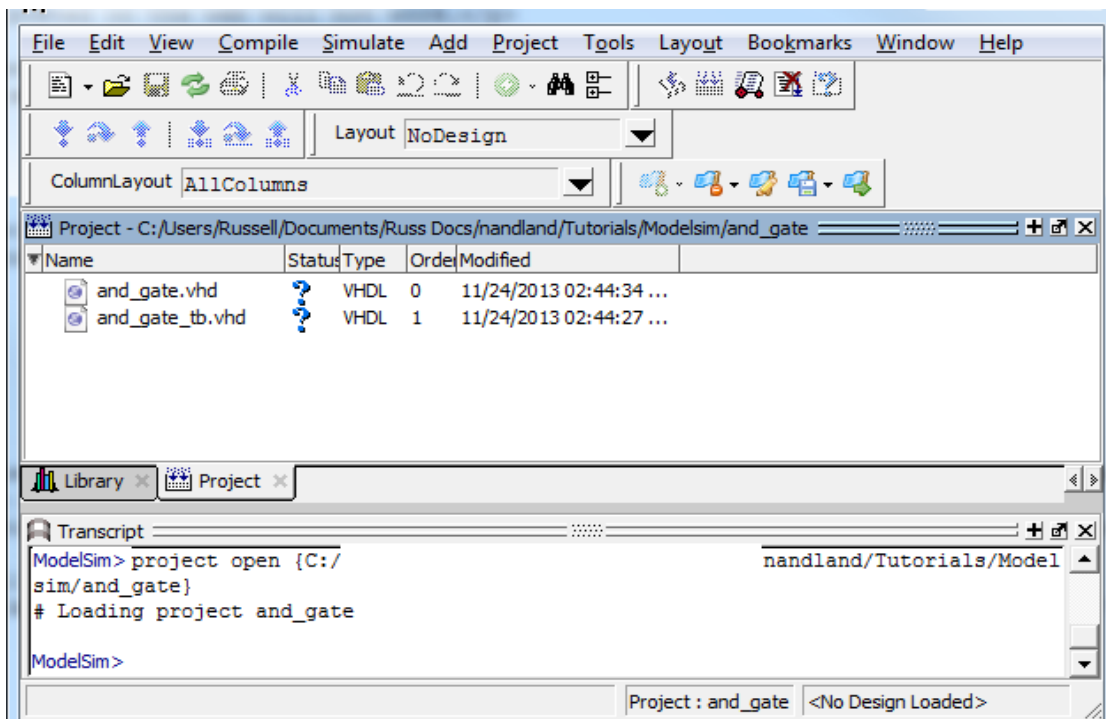 File Edit View Compile Simulate Add Project Tools Layout Bookmarks Window Help
Layout NoDesign
ColumnLayout AllColumns
Project - C:/Users/Russell/Documents/Russ Docs/nandland/Tutorials/Modelsim/and_gate
Name Status Type Order Modified
and_gate.vhd ? VHDL 0 11/24/2013 02:44:34 ...
and_gate_tb.vhd ? VHDL 1 11/24/2013 02:44:27 ...
Library Project
Transcript
ModelSim> project open {C:/ nandland/Tutorials/Model
sim/and_gate}
# Loading project and_gate
ModelSim>
Project : and_gate <No Design Loaded>